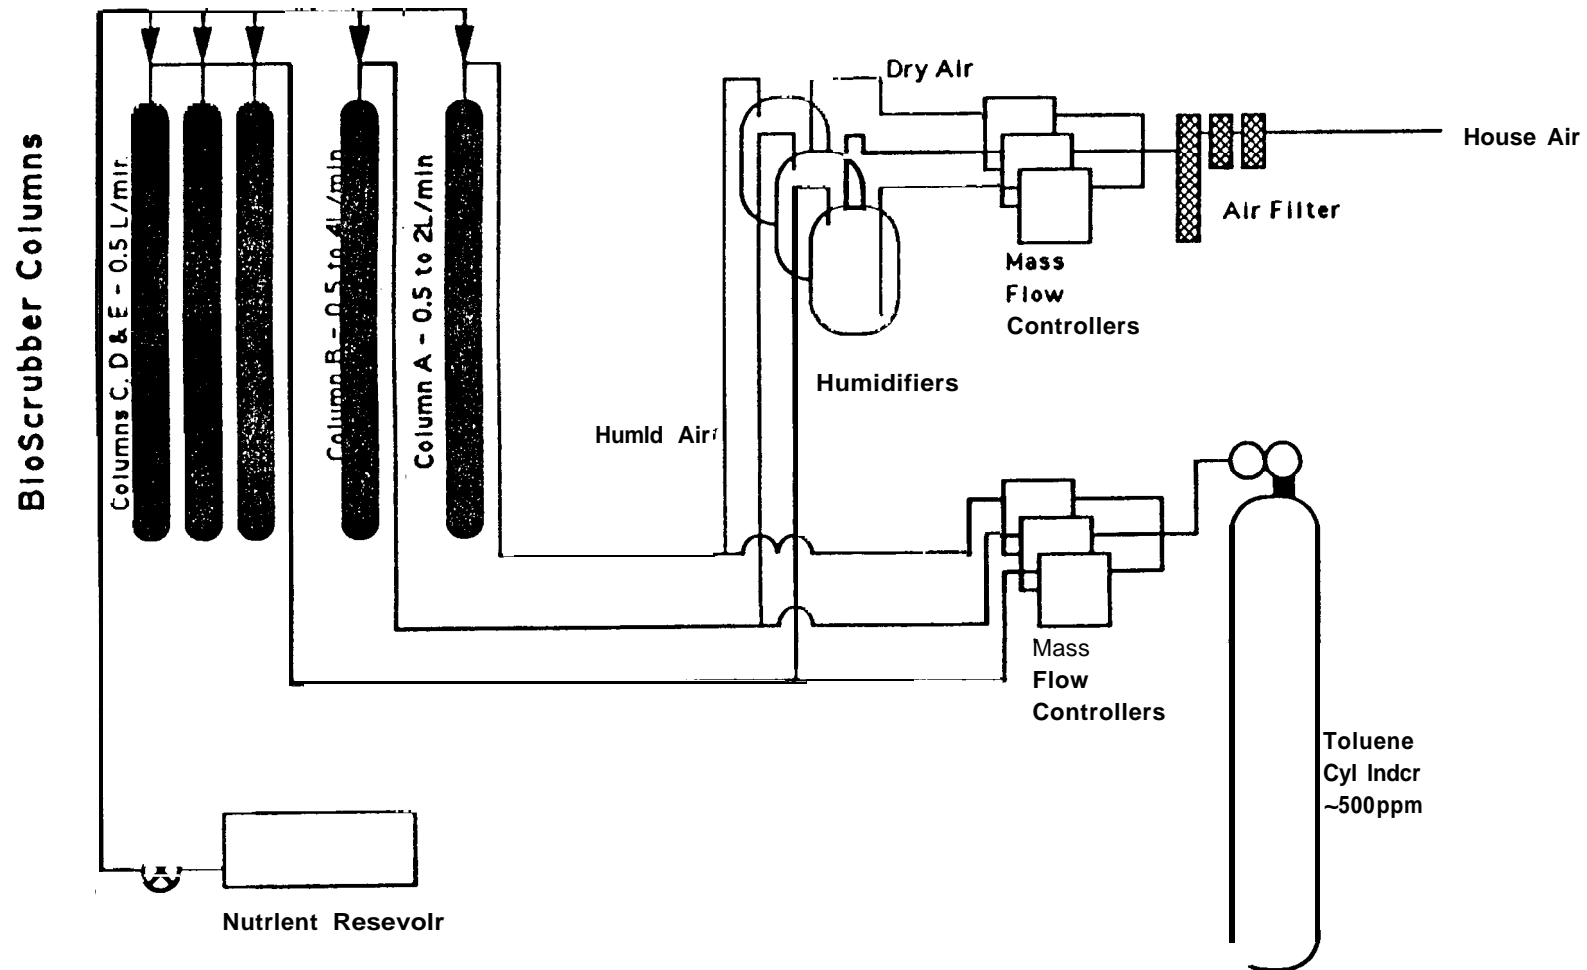 BioScrubber Columns
Columns C, D & E - 0.5 L/min.
Column B - 0.5 to 4L/min
Column A - 0.5 to 2L/min
Dry Air
House Air
Air Filter
Mass
Flow
Controllers
Humidifiers
HumId Air
Mass
Flow
Controllers
Toluene
Cyl Indcr
~500ppm
NutrIent ResevoIr